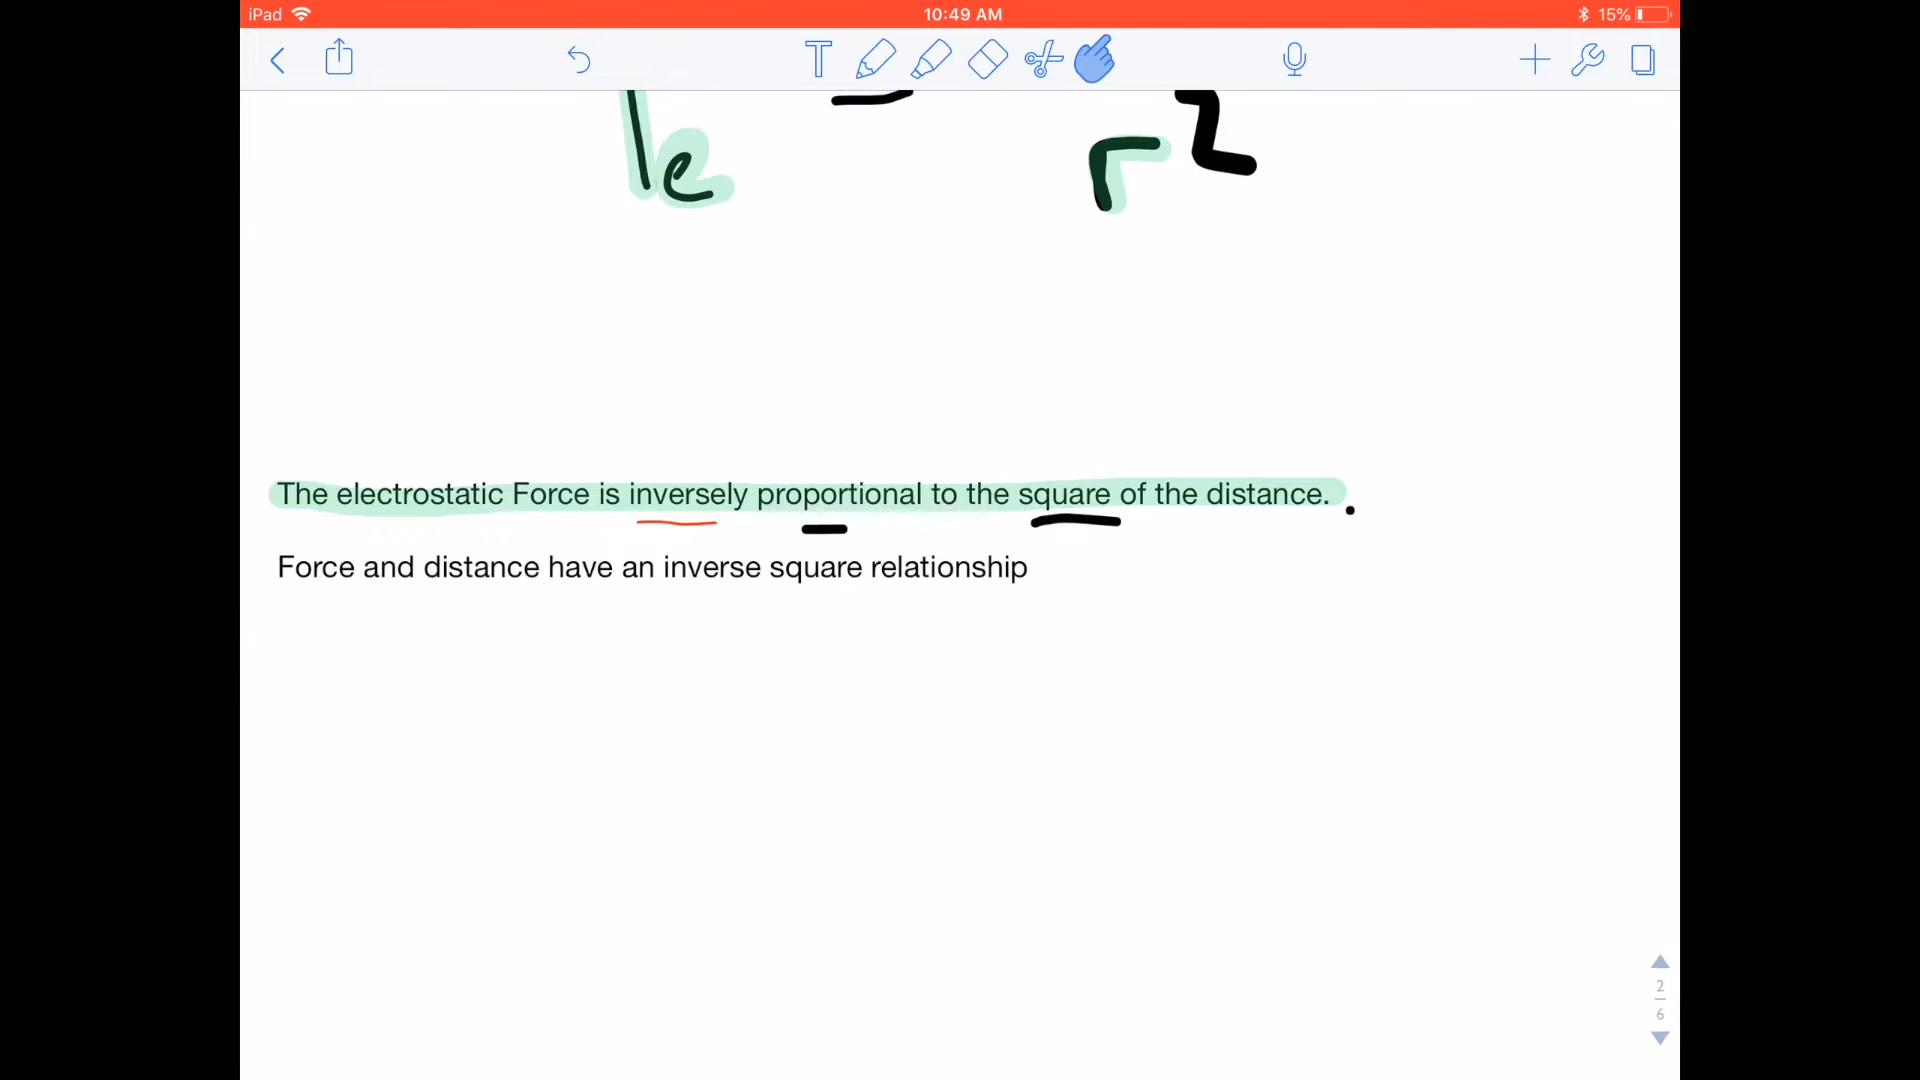 iPad 10:49 AM 15%
e r 2
The electrostatic Force is inversely proportional to the square of the distance.
Force and distance have an inverse square relationship
2
6